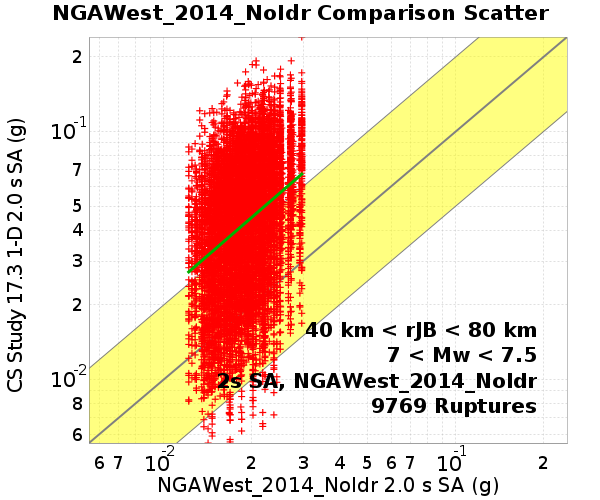 NGAWest_2014_NoIdr Comparison Scatter
CS Study 17.3 1-D 2.0 s SA (g)
2
10^-1
7
5
4
3
2
10^-2
8
6
40 km < rJB < 80 km
7 < Mw < 7.5
2s SA, NGAWest_2014_NoIdr
9769 Ruptures
6 7 10^-2 2 3 4 5 6 7 10^-1 2
NGAWest_2014_NoIdr 2.0 s SA (g)